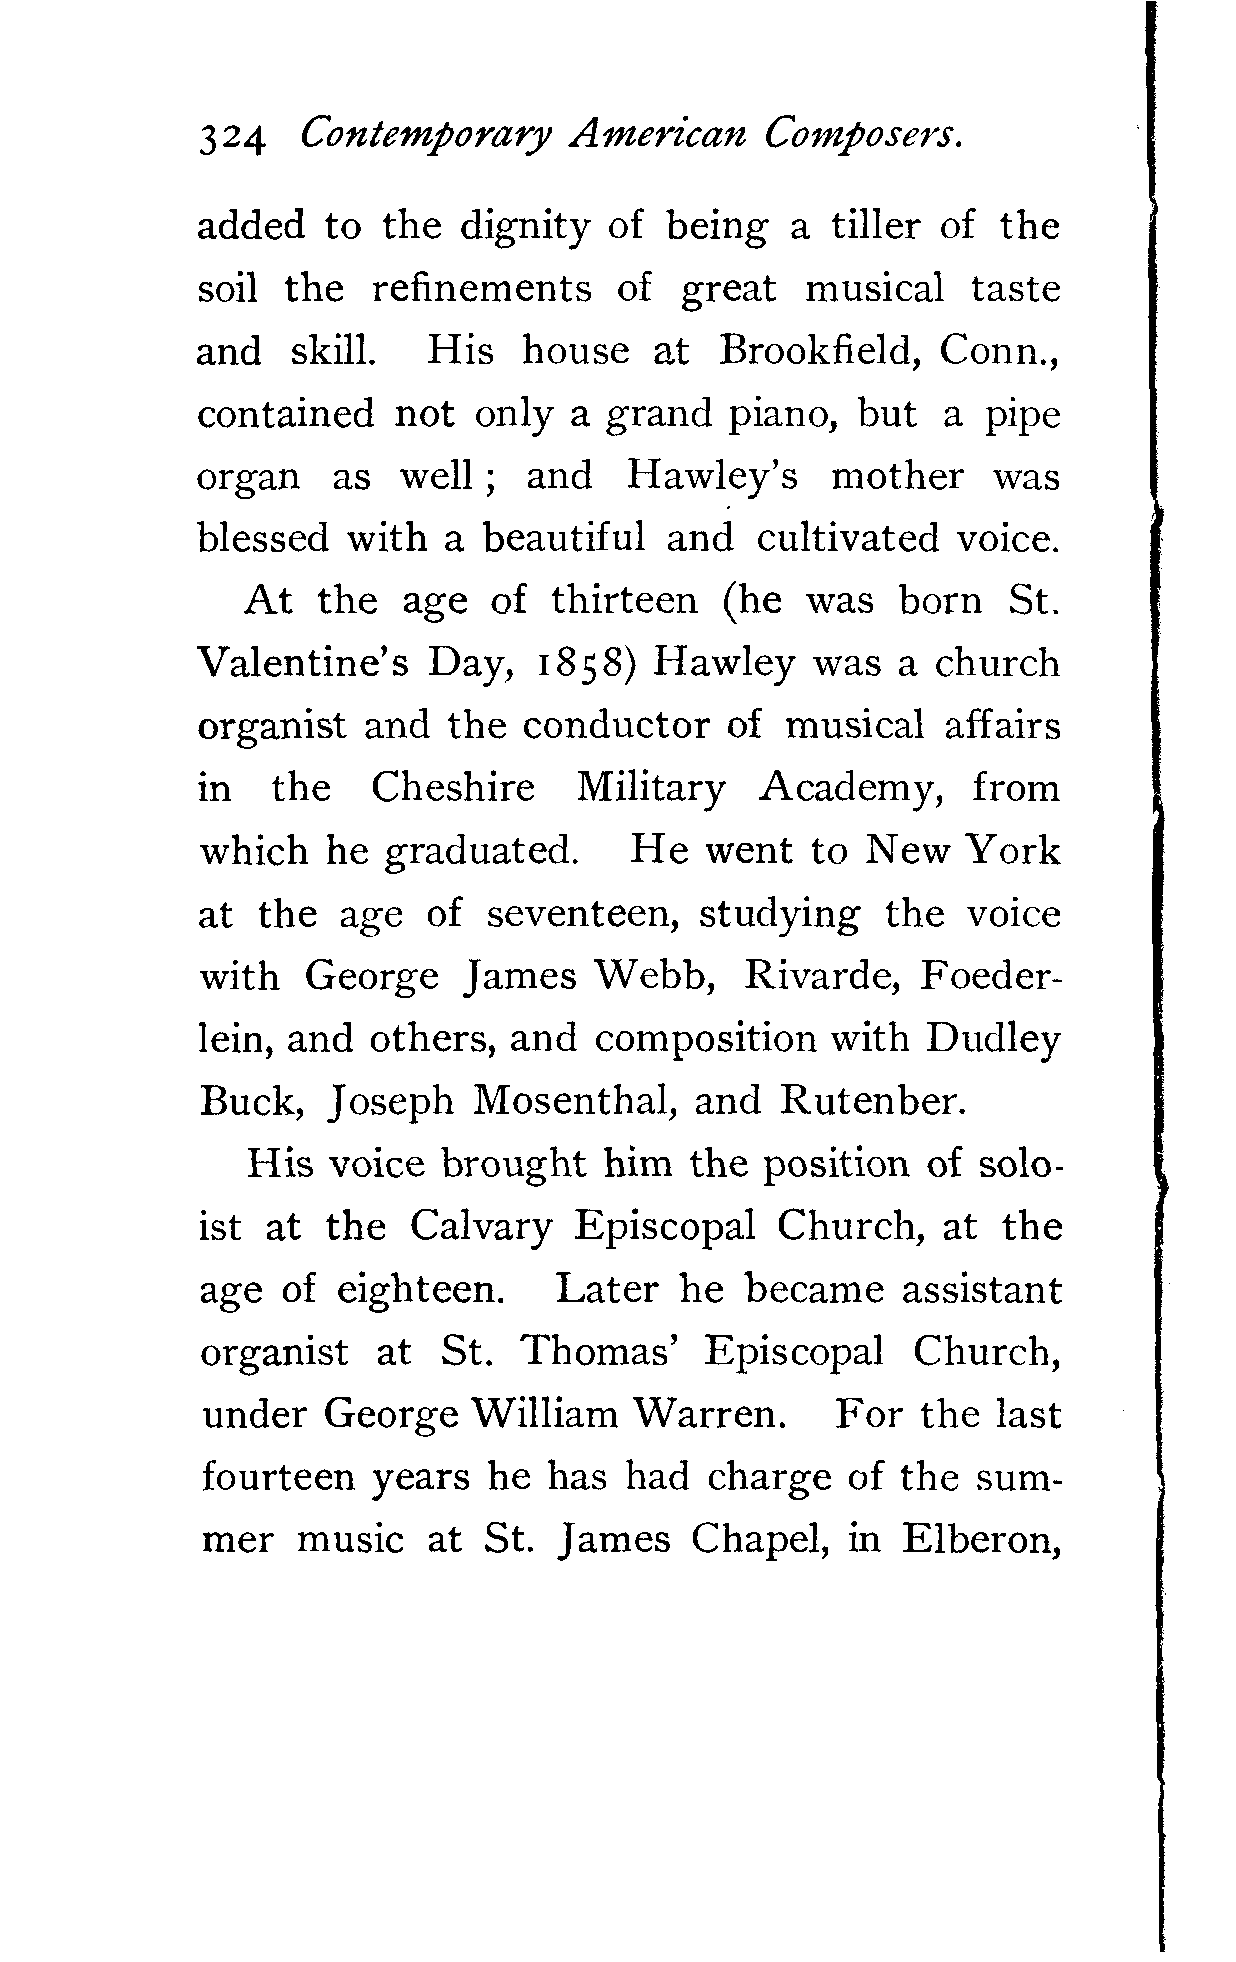 324 Contemporary American Composers.
added to the dignity of being a tiller of the
soil the refinements of great musical taste
and skill. His house at Brookfield, Conn.,
contained not only a grand piano, but a pipe
organ as well ; and Hawley's mother was
blessed with a beautiful and cultivated voice.
At the age of thirteen (he was born St.
Valentine's Day, 1858) Hawley was a church
organist and the conductor of musical affairs
in the Cheshire Military Academy, from
which he graduated. He went to New York
at the age of seventeen, studying the voice
with George James Webb, Rivarde, Foeder-
lein, and others, and composition with Dudley
Buck, Joseph Mosenthal, and Rutenber.
His voice brought him the position of solo-
ist at the Calvary Episcopal Church, at the
age of eighteen. Later he became assistant
organist at St. Thomas' Episcopal Church,
under George William Warren. For the last
fourteen years he has had charge of the sum-
mer music at St. James Chapel, in Elberon,